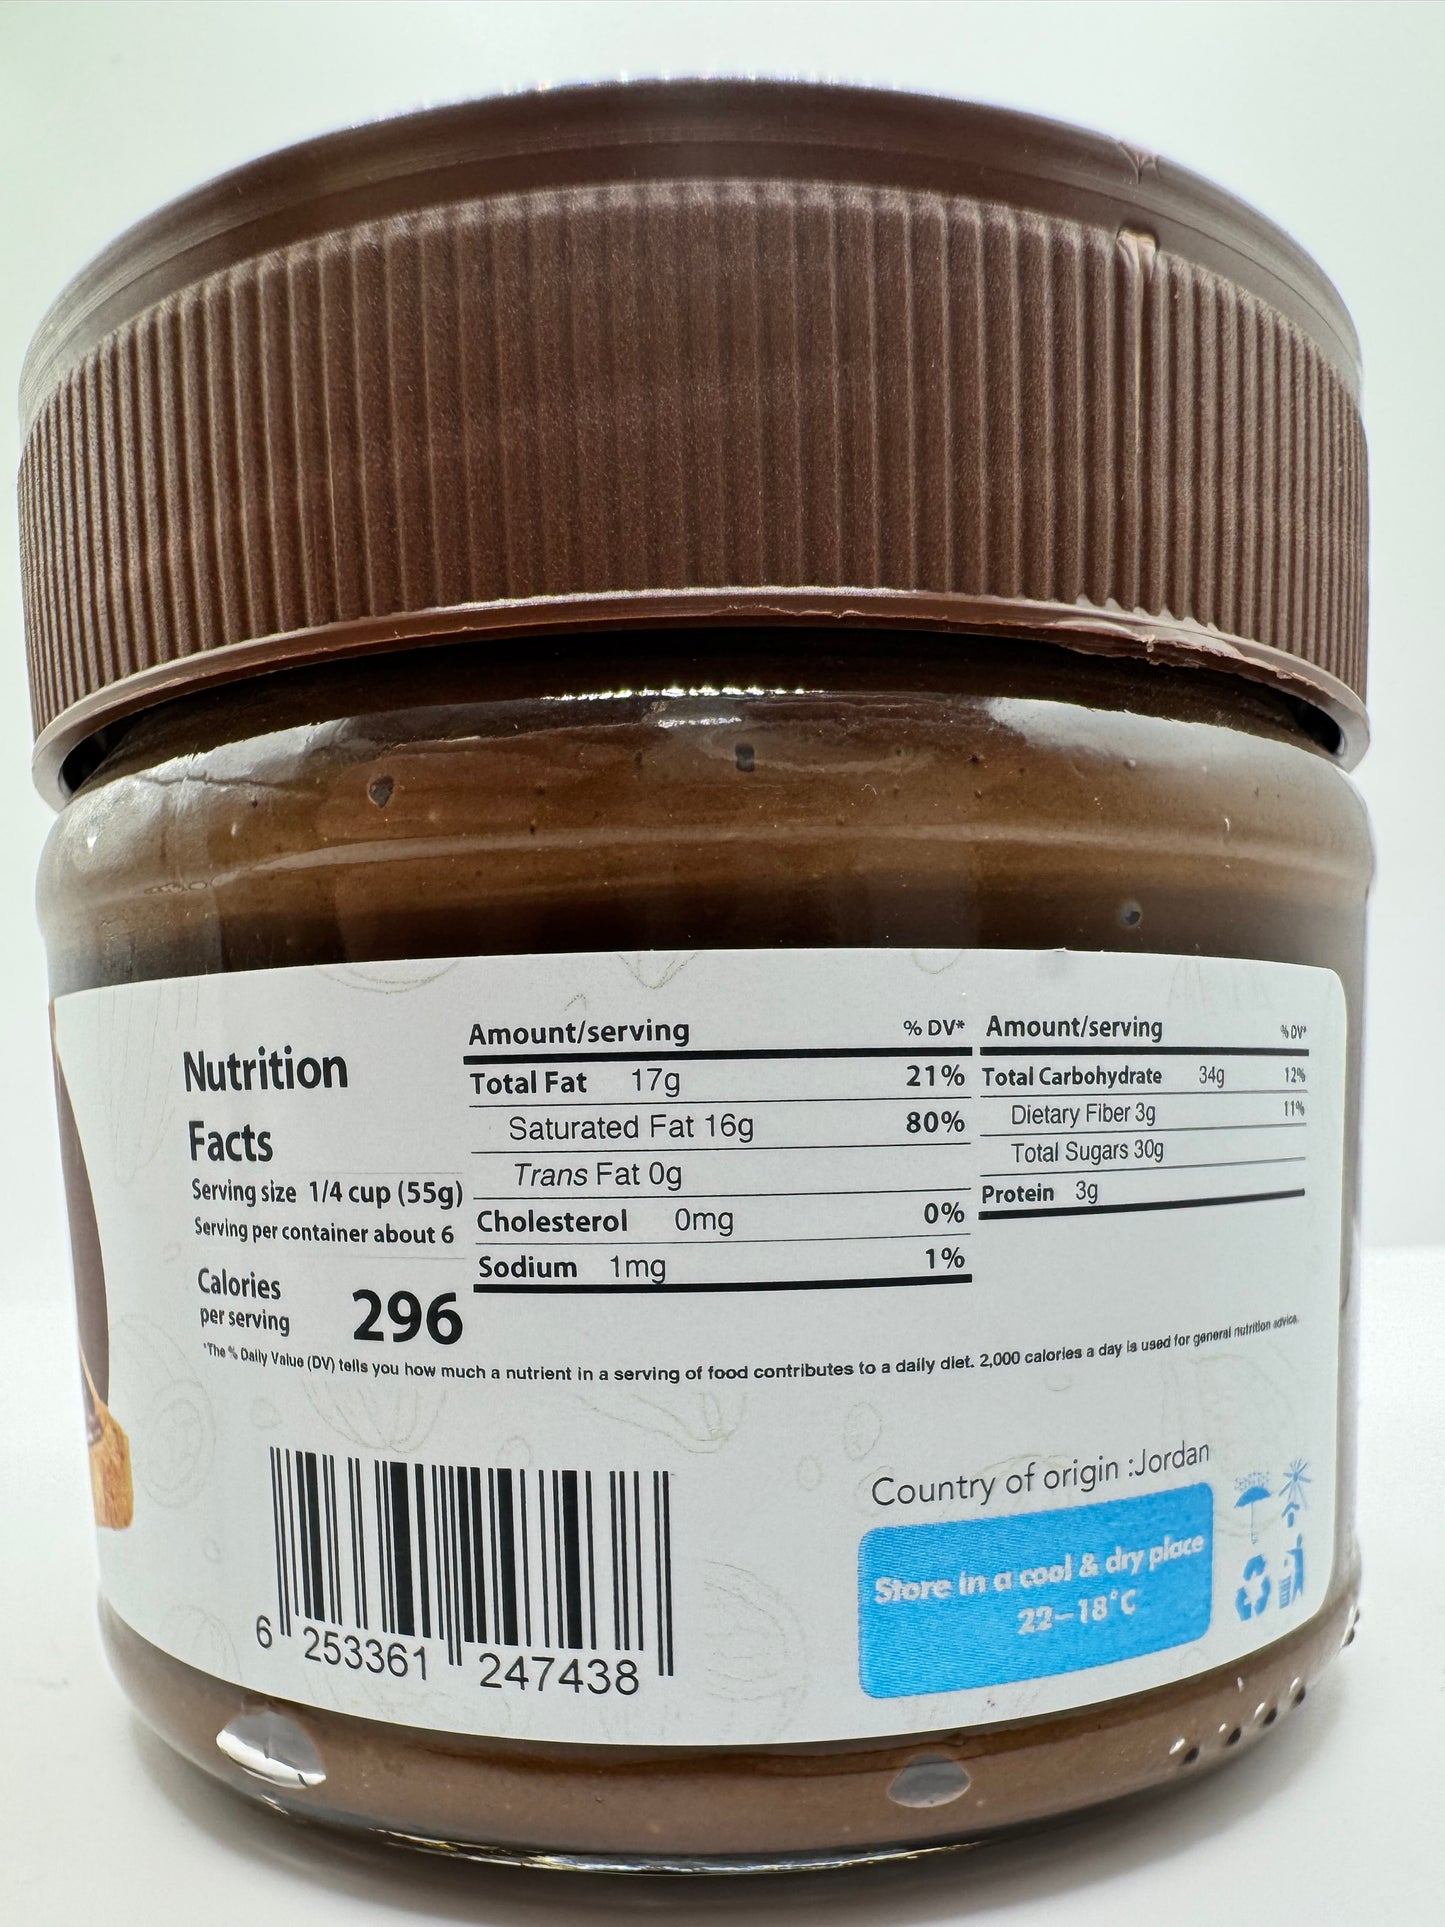 Nutrition
Facts
Serving size 1/4 cup (55g)
Serving per container about 6
Calories
per serving 296
Amount/serving % DV*
Total Fat 17g 21%
Saturated Fat 16g 80%
Trans Fat 0g
Cholesterol 0mg 0%
Sodium 1mg 1%
Amount/serving % DV*
Total Carbohydrate 34g 12%
Dietary Fiber 3g 11%
Total Sugars 30g
Protein 3g
*The % Daily Value (DV) tells you how much a nutrient in a serving of food contributes to a daily diet. 2,000 calories a day is used for general nutrition advice.
6 253361 247438
Country of origin :Jordan
Store in a cool & dry place
22-18°C